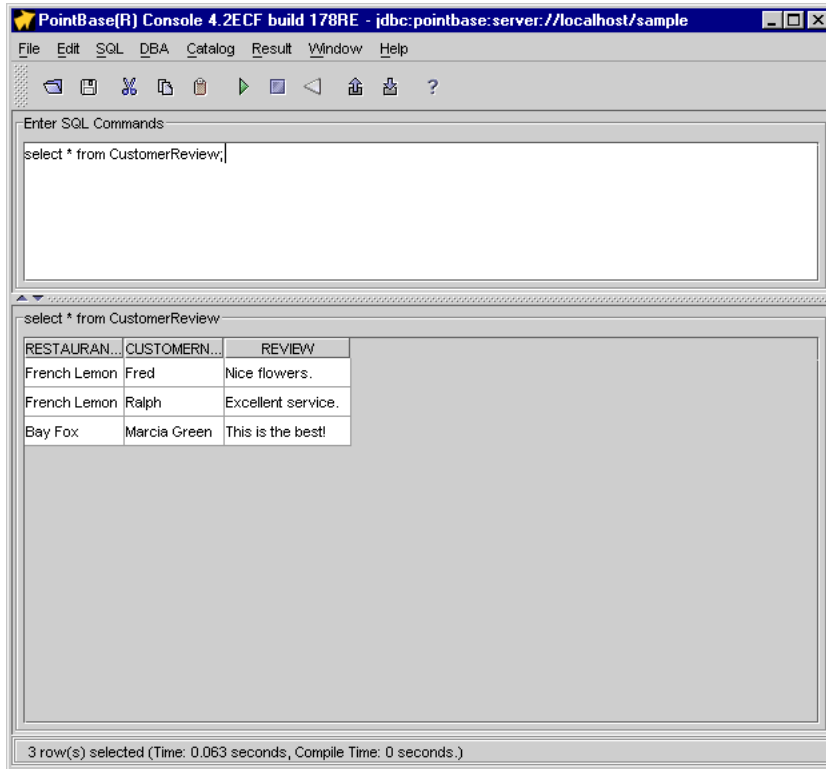 PointBase(R) Console 4.2ECF build 178RE - jdbc:pointbase:server://localhost/sample
File Edit SQL DBA Catalog Result Window Help
?
Enter SQL Commands
select * from CustomerReview;
select * from CustomerReview
RESTAURAN... CUSTOMERN... REVIEW
French Lemon Fred Nice flowers.
French Lemon Ralph Excellent service.
Bay Fox Marcia Green This is the best!
3 row(s) selected (Time: 0.063 seconds, Compile Time: 0 seconds.)